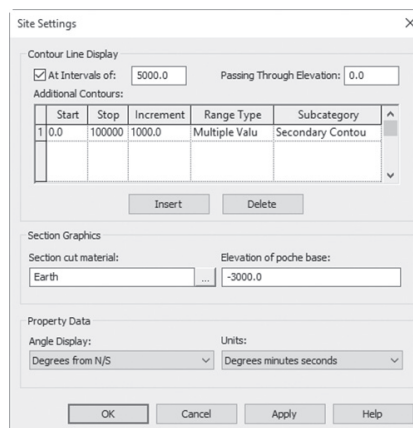 Site Settings
Contour Line Display
At Intervals of: 5000.0 Passing Through Elevation: 0.0
Additional Contours:
Start Stop Increment Range Type Subcategory
1 0.0 100000 1000.0 Multiple Valu Secondary Contou
Insert Delete
Section Graphics
Section cut material: Elevation of poche base:
Earth ... -3000.0
Property Data
Angle Display: Units:
Degrees from N/S Degrees minutes seconds
OK Cancel Apply Help